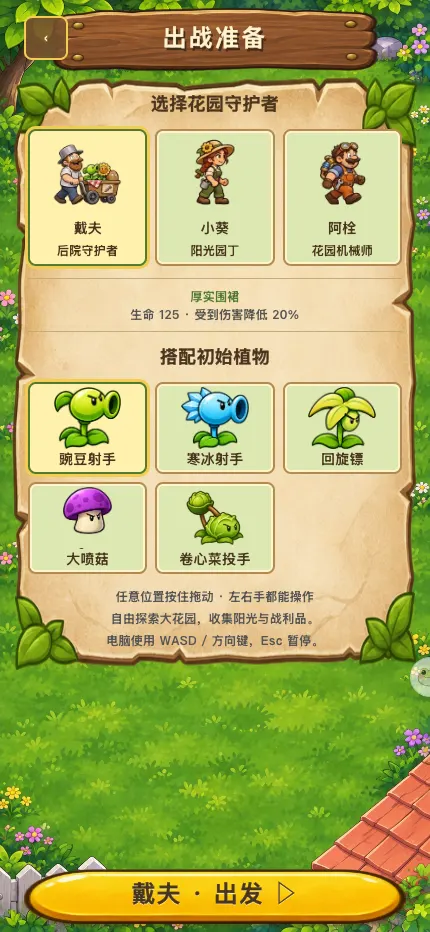 ‹
出战准备
选择花园守护者
戴夫
后院守护者
小葵
阳光园丁
阿栓
花园机械师
厚实围裙
生命 125 · 受到伤害降低 20%
搭配初始植物
豌豆射手
寒冰射手
回旋镖
大喷菇
卷心菜投手
任意位置按住拖动 · 左右手都能操作
自由探索大花园，收集阳光与战利品。
电脑使用 WASD / 方向键，Esc 暂停。
戴夫 · 出发 ▷